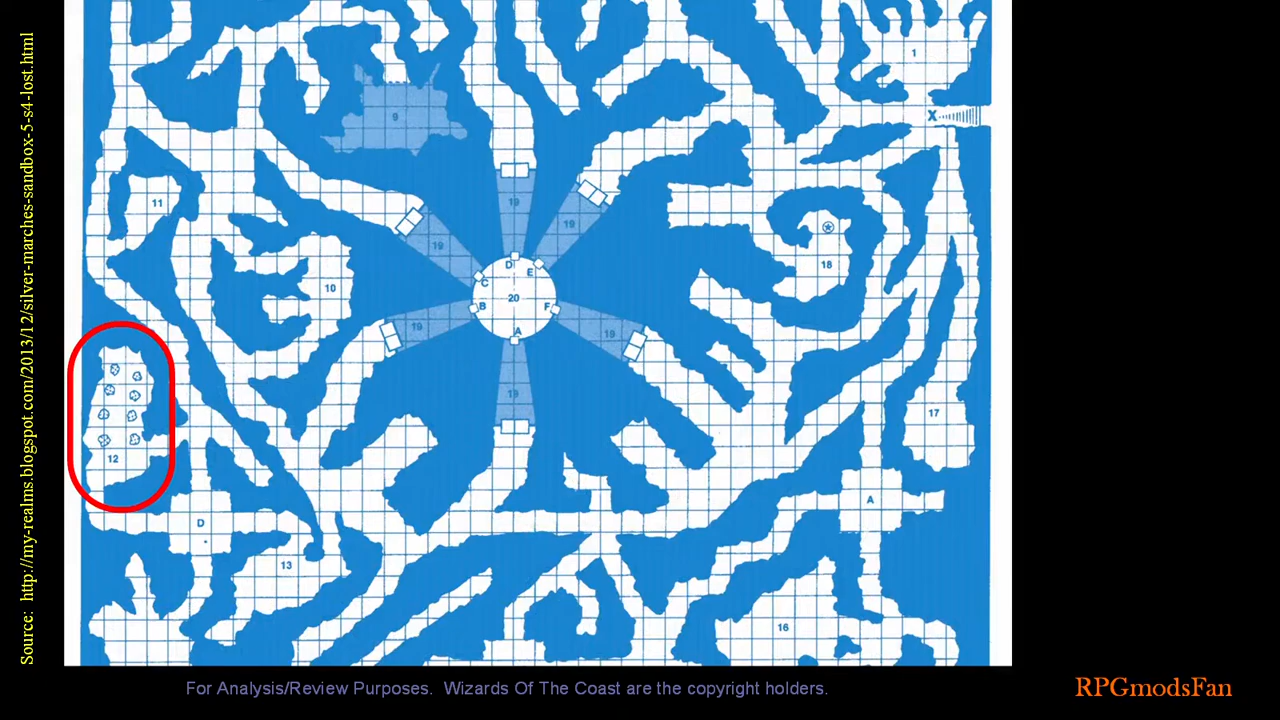 Source:  http://my-realms.blogspot.com/2013/12/silver-marches-sandbox-5-s4-lost.html
1
X
9
11
19
19
19
18
D
E
C
10
20
B
F
19
19
A
19
17
12
A
D
13
16
For Analysis/Review Purposes.  Wizards Of The Coast are the copyright holders.
RPGmodsFan